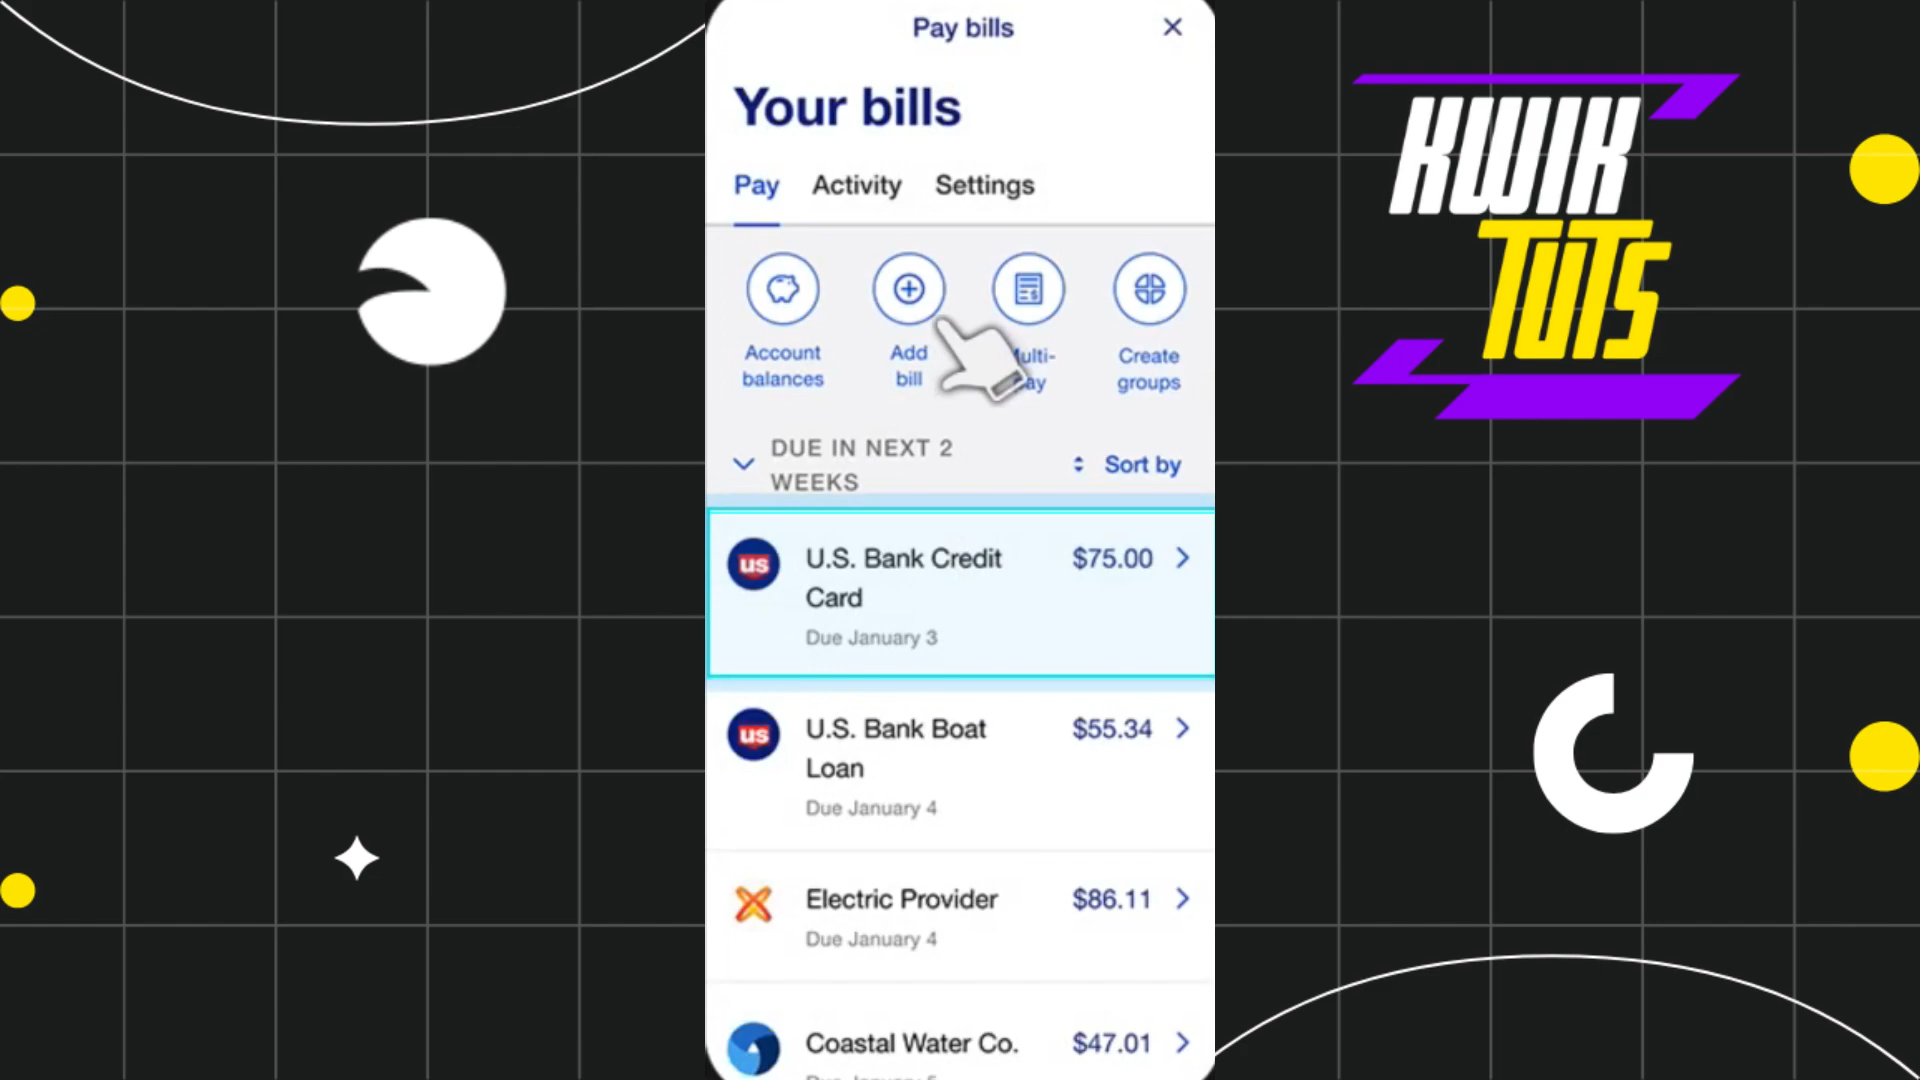 Pay bills
Your bills
Pay Activity Settings
Account balances
Add bill
Create groups
DUE IN NEXT 2
WEEKS
Sort by
us
U.S. Bank Credit $75.00
Card
Due January 3
us
U.S. Bank Boat $55.34
Loan
Due January 4
Electric Provider $86.11
Due January 4
Coastal Water Co. $47.01
KWIK
TUTS